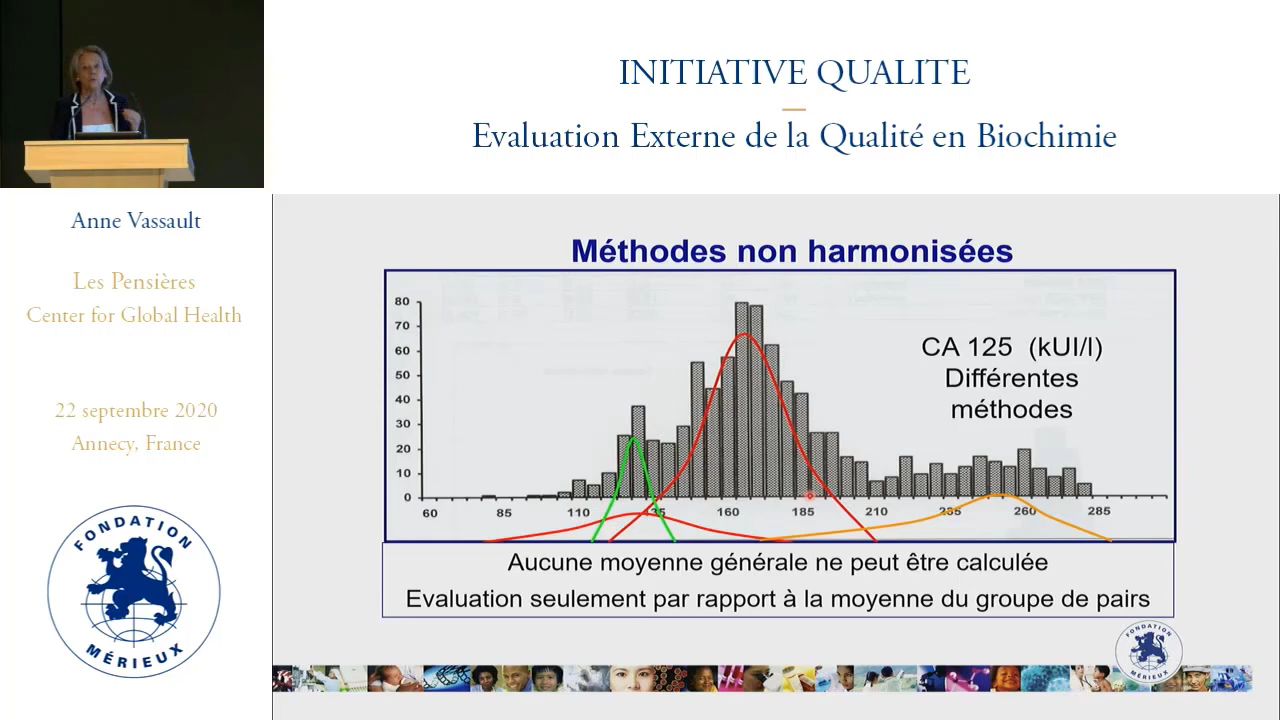 INITIATIVE QUALITE
Evaluation Externe de la Qualité en Biochimie
Anne Vassault
Les Pensières
Center for Global Health
22 septembre 2020
Annecy, France
FONDATION
MÉRIEUX
Méthodes non harmonisées
80
70
60
50
40
30
20
10
0
60 85 110 135 160 185 210 235 260 285
CA 125 (kUI/l)
Différentes
méthodes
Aucune moyenne générale ne peut être calculée
Evaluation seulement par rapport à la moyenne du groupe de pairs
FONDATION
MÉRIEUX